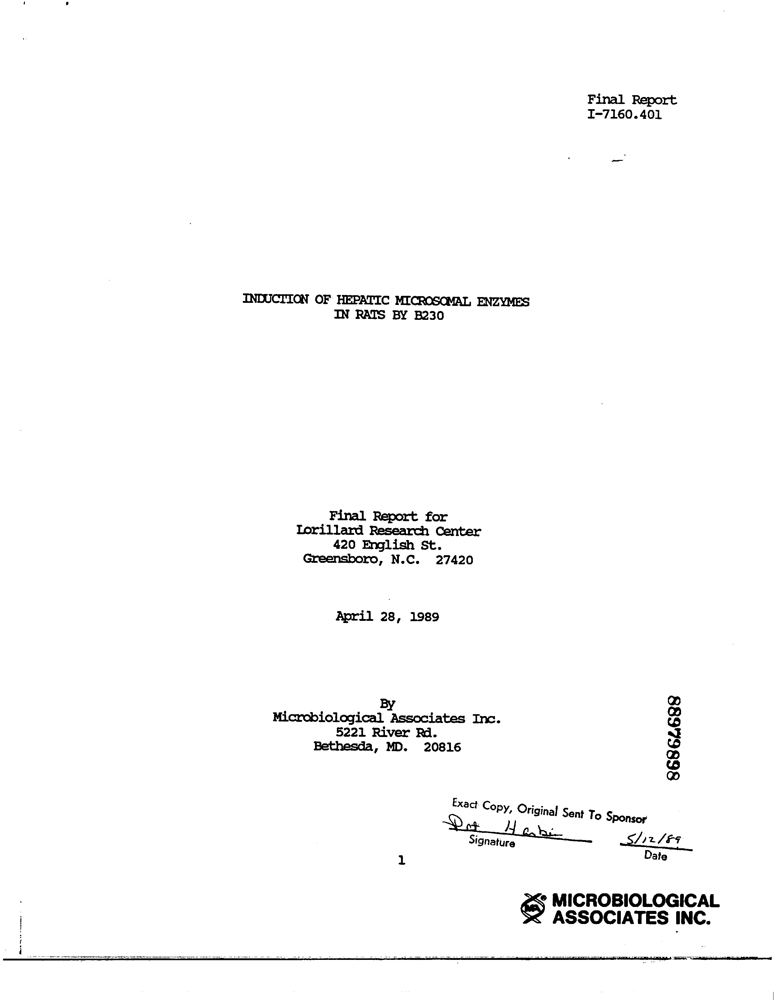 Final Report
I-7160.401
INDUCTION OF HEPATIC MICROSOMAL ENZYMES
IN RATS BY B230
Final Report for
Lorillard Research Center
420 English St.
Greensboro, N.C. 27420
April 28, 1989
By
Microbiological Associates Inc.
5221 River Rd.
Bethesda, MD. 20816
88979898
Exact Copy, Original Sent To Sponsor
Dot
5/12/89
Signature
Date
1
MICROBIOLOGICAL
ASSOCIATES INC.